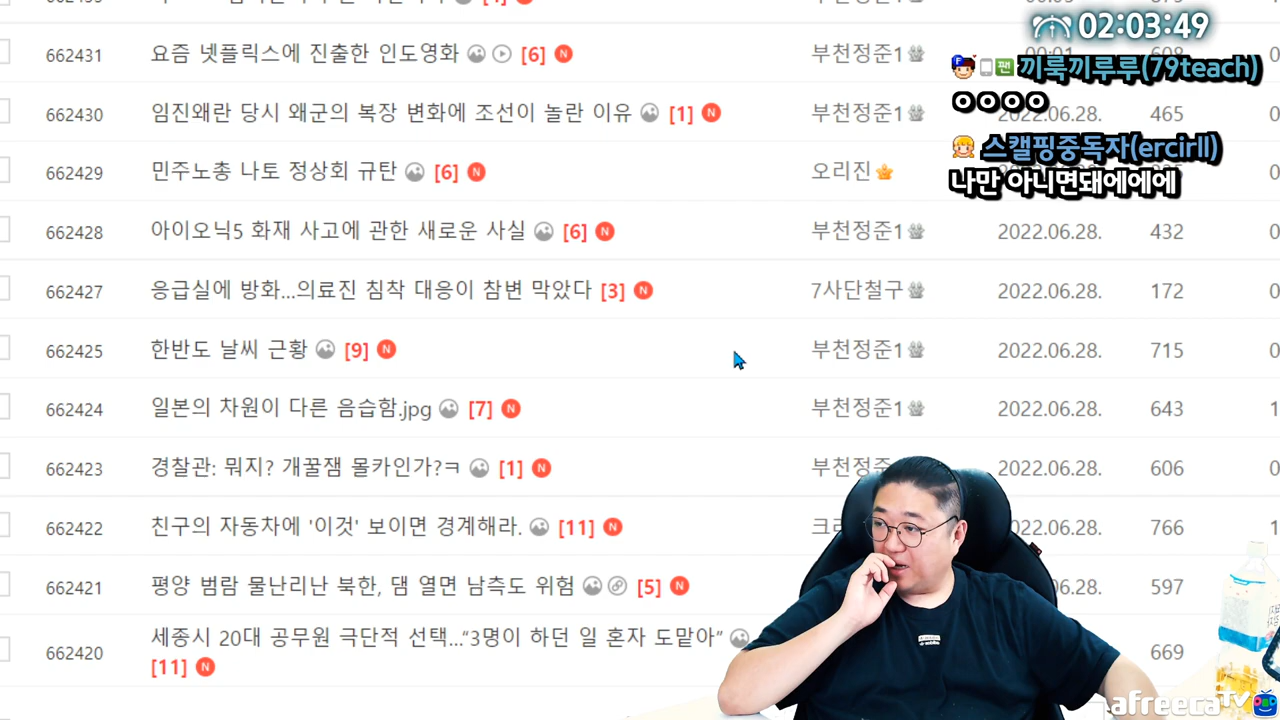 02:03:49
662431 요즘 넷플릭스에 진출한 인도영화 [6] N 부천정준1
끼룩끼루루(79teach)
ㅇㅇㅇㅇ
662430 임진왜란 당시 왜군의 복장 변화에 조선이 놀란 이유 [1] N 부천정준1 2022.06.28. 465 0
스캘핑중독자(ercirll)
나만 아니면돼에에에
662429 민주노총 나토 정상회 규탄 [6] N 오리진 0
662428 아이오닉5 화재 사고에 관한 새로운 사실 [6] N 부천정준1 2022.06.28. 432 0
662427 응급실에 방화...의료진 침착 대응이 참변 막았다 [3] N 7사단철구 2022.06.28. 172 0
662425 한반도 날씨 근황 [9] N 부천정준1 2022.06.28. 715 0
662424 일본의 차원이 다른 음습함.jpg [7] N 부천정준1 2022.06.28. 643 1
662423 경찰관: 뭐지? 개꿀잼 몰카인가?ㅋ [1] N 부천정주 2022.06.28. 606 0
662422 친구의 자동차에 '이것' 보이면 경계해라. [11] N 022.06.28. 766 1
662421 평양 범람 물난리난 북한, 댐 열면 남측도 위험 [5] N 06.28. 597
662420 세종시 20대 공무원 극단적 선택..."3명이 하던 일 혼자 도맡아" 669
[11] N
afreecaTV